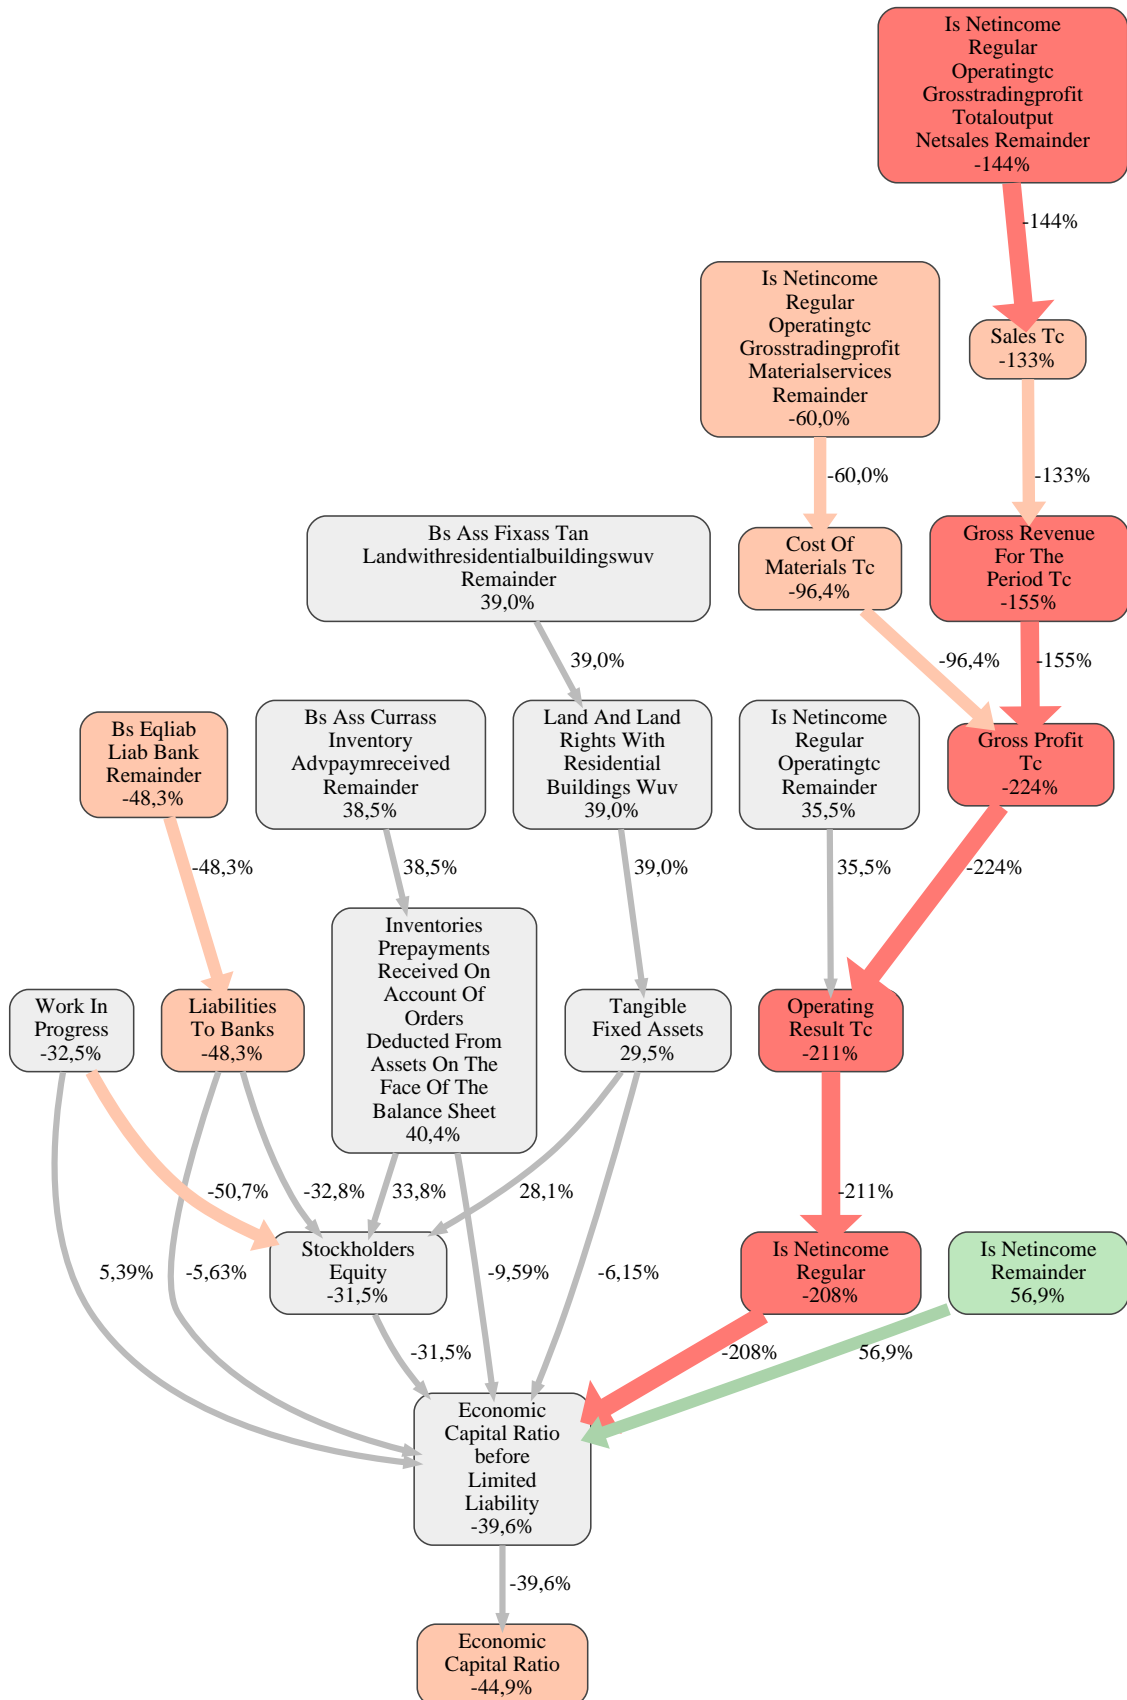 Is Netincome
Regular
Operatingtc
Grosstradingprofit
Totaloutput
Netsales Remainder
-144%
-144%
Is Netincome
Regular
Operatingtc
Grosstradingprofit
Materialservices
Remainder
-60,0%
Sales Tc
-133%
-60,0%
-133%
Bs Ass Fixass Tan
Landwithresidentialbuildingswuv
Remainder
39,0%
Cost Of
Materials Tc
-96,4%
Gross Revenue
For The
Period Tc
-155%
39,0%
-96,4%
-155%
Bs Eqliab
Liab Bank
Remainder
-48,3%
Bs Ass Currass
Inventory
Advpaymreceived
Remainder
38,5%
Land And Land
Rights With
Residential
Buildings Wuv
39,0%
Is Netincome
Regular
Operatingtc
Remainder
35,5%
Gross Profit
Tc
-224%
-48,3%
38,5%
39,0%
35,5%
-224%
Work In
Progress
-32,5%
Liabilities
To Banks
-48,3%
Inventories
Prepayments
Received On
Account Of
Orders
Deducted From
Assets On The
Face Of The
Balance Sheet
40,4%
Tangible
Fixed Assets
29,5%
Operating
Result Tc
-211%
-50,7%
-32,8%
33,8%
28,1%
-211%
Stockholders
Equity
-31,5%
Is Netincome
Regular
-208%
Is Netincome
Remainder
56,9%
5,39%
-5,63%
-9,59%
-6,15%
-31,5%
-208%
56,9%
Economic
Capital Ratio
before
Limited
Liability
-39,6%
-39,6%
Economic
Capital Ratio
-44,9%